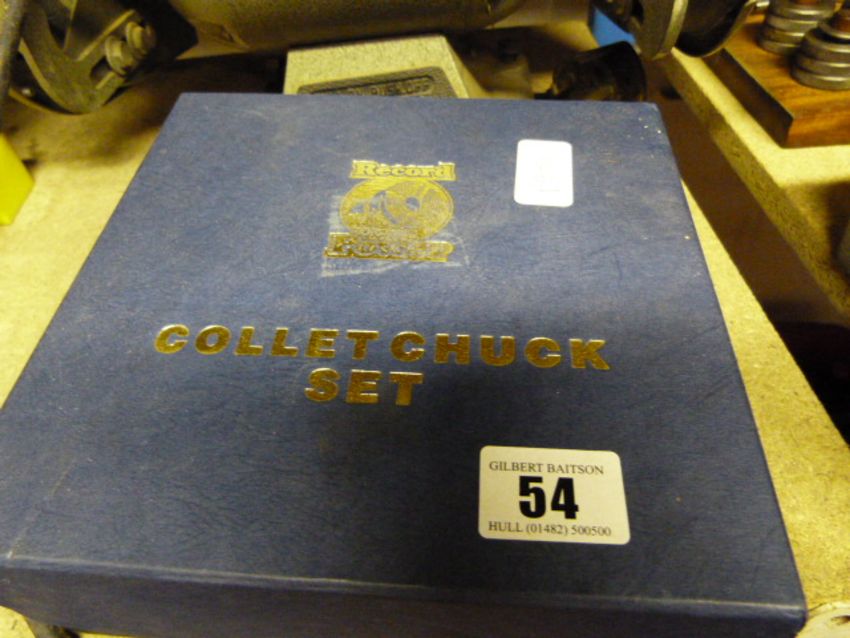 Record
Power
COLLET CHUCK
SET
GILBERT BAITSON
54
HULL (01482) 500500